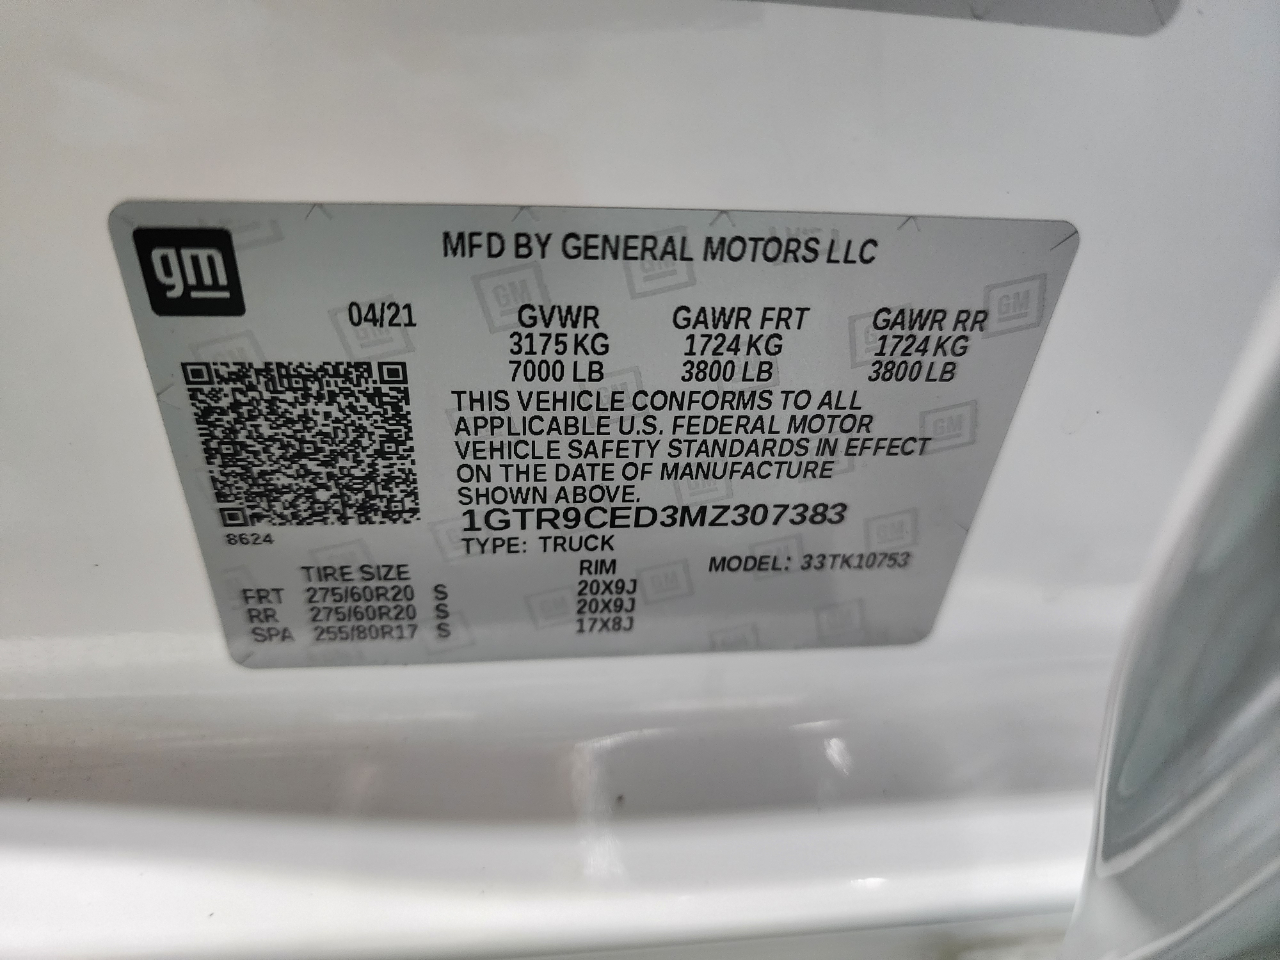 gm
MFD BY GENERAL MOTORS LLC
04/21 GVWR GAWR FRT GAWR RR
3175 KG 1724 KG 1724 KG
7000 LB 3800 LB 3800 LB
THIS VEHICLE CONFORMS TO ALL
APPLICABLE U.S. FEDERAL MOTOR
VEHICLE SAFETY STANDARDS IN EFFECT
ON THE DATE OF MANUFACTURE
SHOWN ABOVE.
1GTR9CED3MZ307383
8624 TYPE: TRUCK
TIRE SIZE RIM MODEL: 33TK10753
FRT 275/60R20 S 20X9J
RR 275/60R20 S 20X9J
SPA 255/80R17 S 17X8J